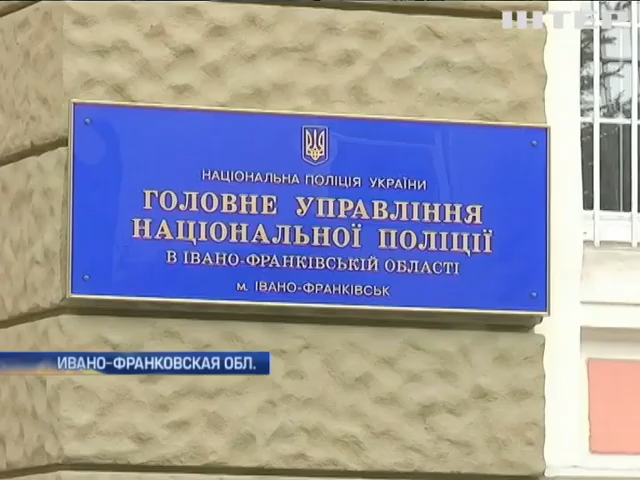 ІНТЕР
НАЦІОНАЛЬНА ПОЛІЦІЯ УКРАЇНИ
ГОЛОВНЕ УПРАВЛІННЯ
НАЦІОНАЛЬНОЇ ПОЛІЦІЇ
В ІВАНО-ФРАНКІВСЬКІЙ ОБЛАСТІ
м. ІВАНО-ФРАНКІВСЬК
ИВАНО-ФРАНКОВСКАЯ ОБЛ.